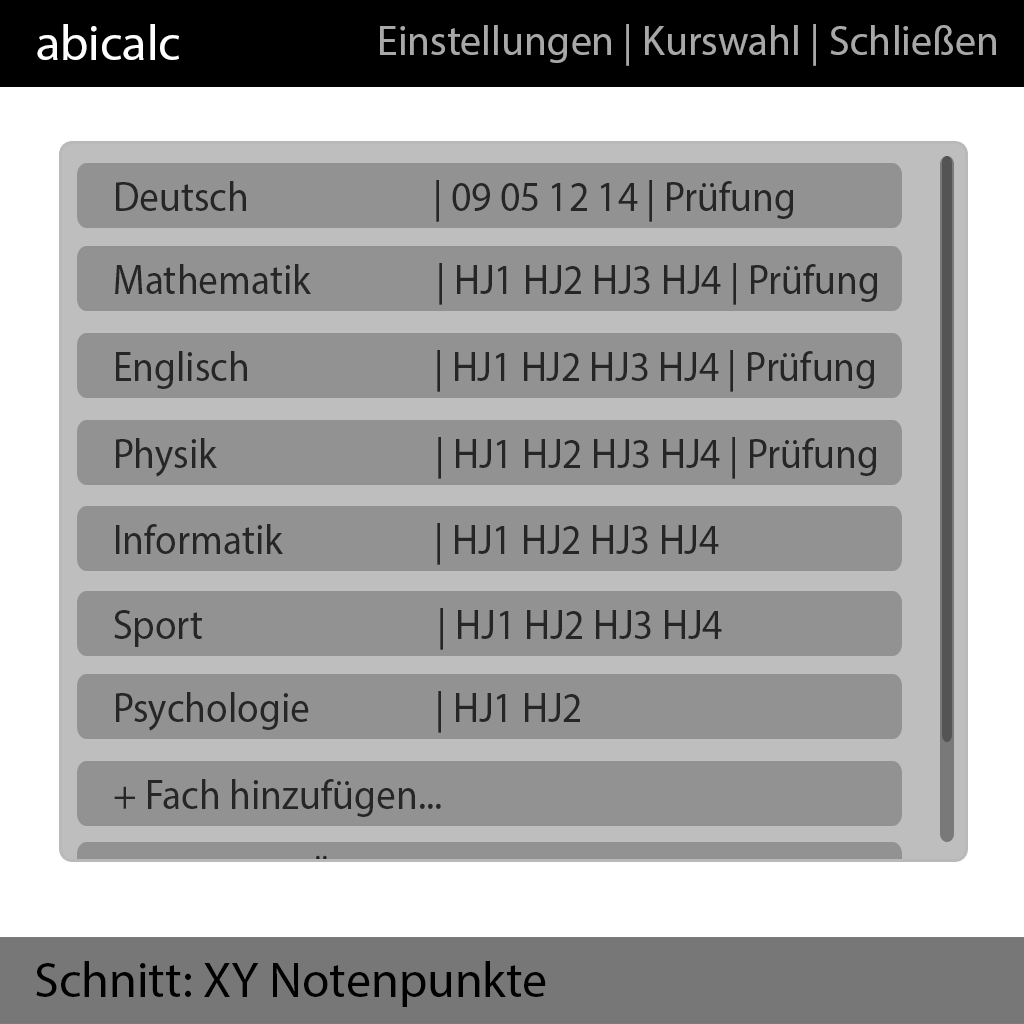 abicalc
Einstellungen | Kurswahl | Schließen
Deutsch | 09 05 12 14 | Prüfung
Mathematik | HJ1 HJ2 HJ3 HJ4 | Prüfung
Englisch | HJ1 HJ2 HJ3 HJ4 | Prüfung
Physik | HJ1 HJ2 HJ3 HJ4 | Prüfung
Informatik | HJ1 HJ2 HJ3 HJ4
Sport | HJ1 HJ2 HJ3 HJ4
Psychologie | HJ1 HJ2
+ Fach hinzufügen...
Schnitt: XY Notenpunkte